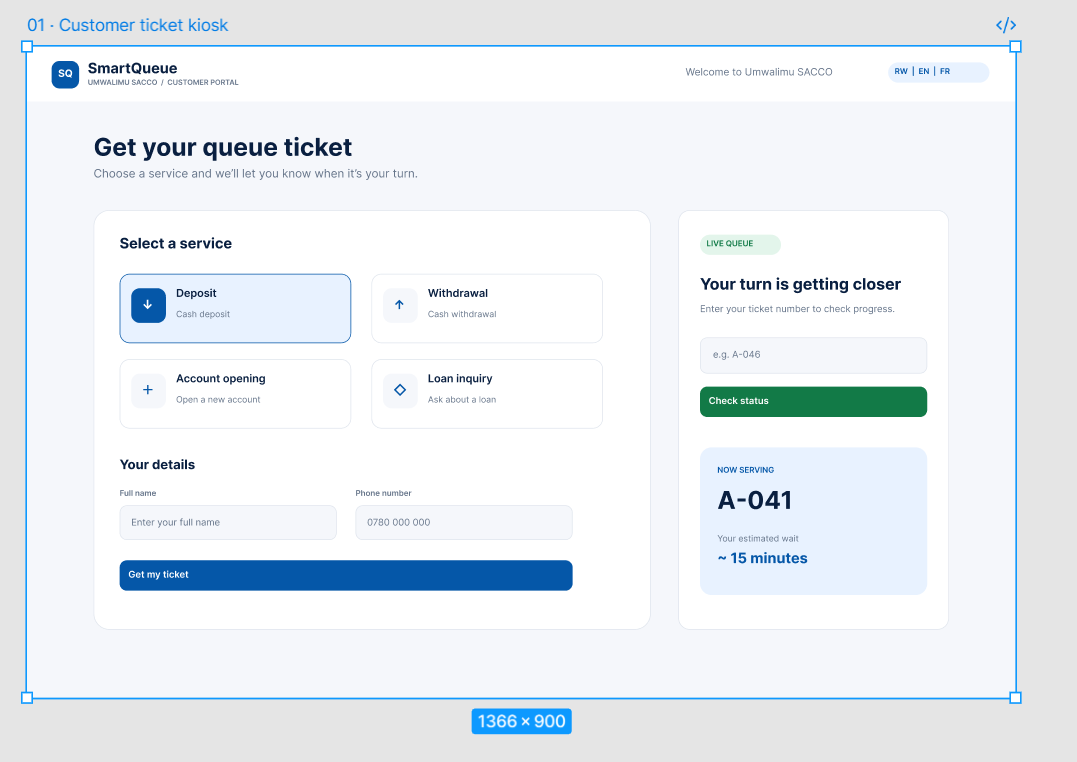 01 · Customer ticket kiosk
</>
SQ
SmartQueue
UMWALIMU SACCO / CUSTOMER PORTAL
Welcome to Umwalimu SACCO
RW | EN | FR
Get your queue ticket
Choose a service and we’ll let you know when it’s your turn.
Select a service
Deposit
Cash deposit
Withdrawal
Cash withdrawal
Account opening
Open a new account
Loan inquiry
Ask about a loan
Your details
Full name
Phone number
Enter your full name
0780 000 000
Get my ticket
LIVE QUEUE
Your turn is getting closer
Enter your ticket number to check progress.
e.g. A-046
Check status
NOW SERVING
A-041
Your estimated wait
~ 15 minutes
1366 × 900